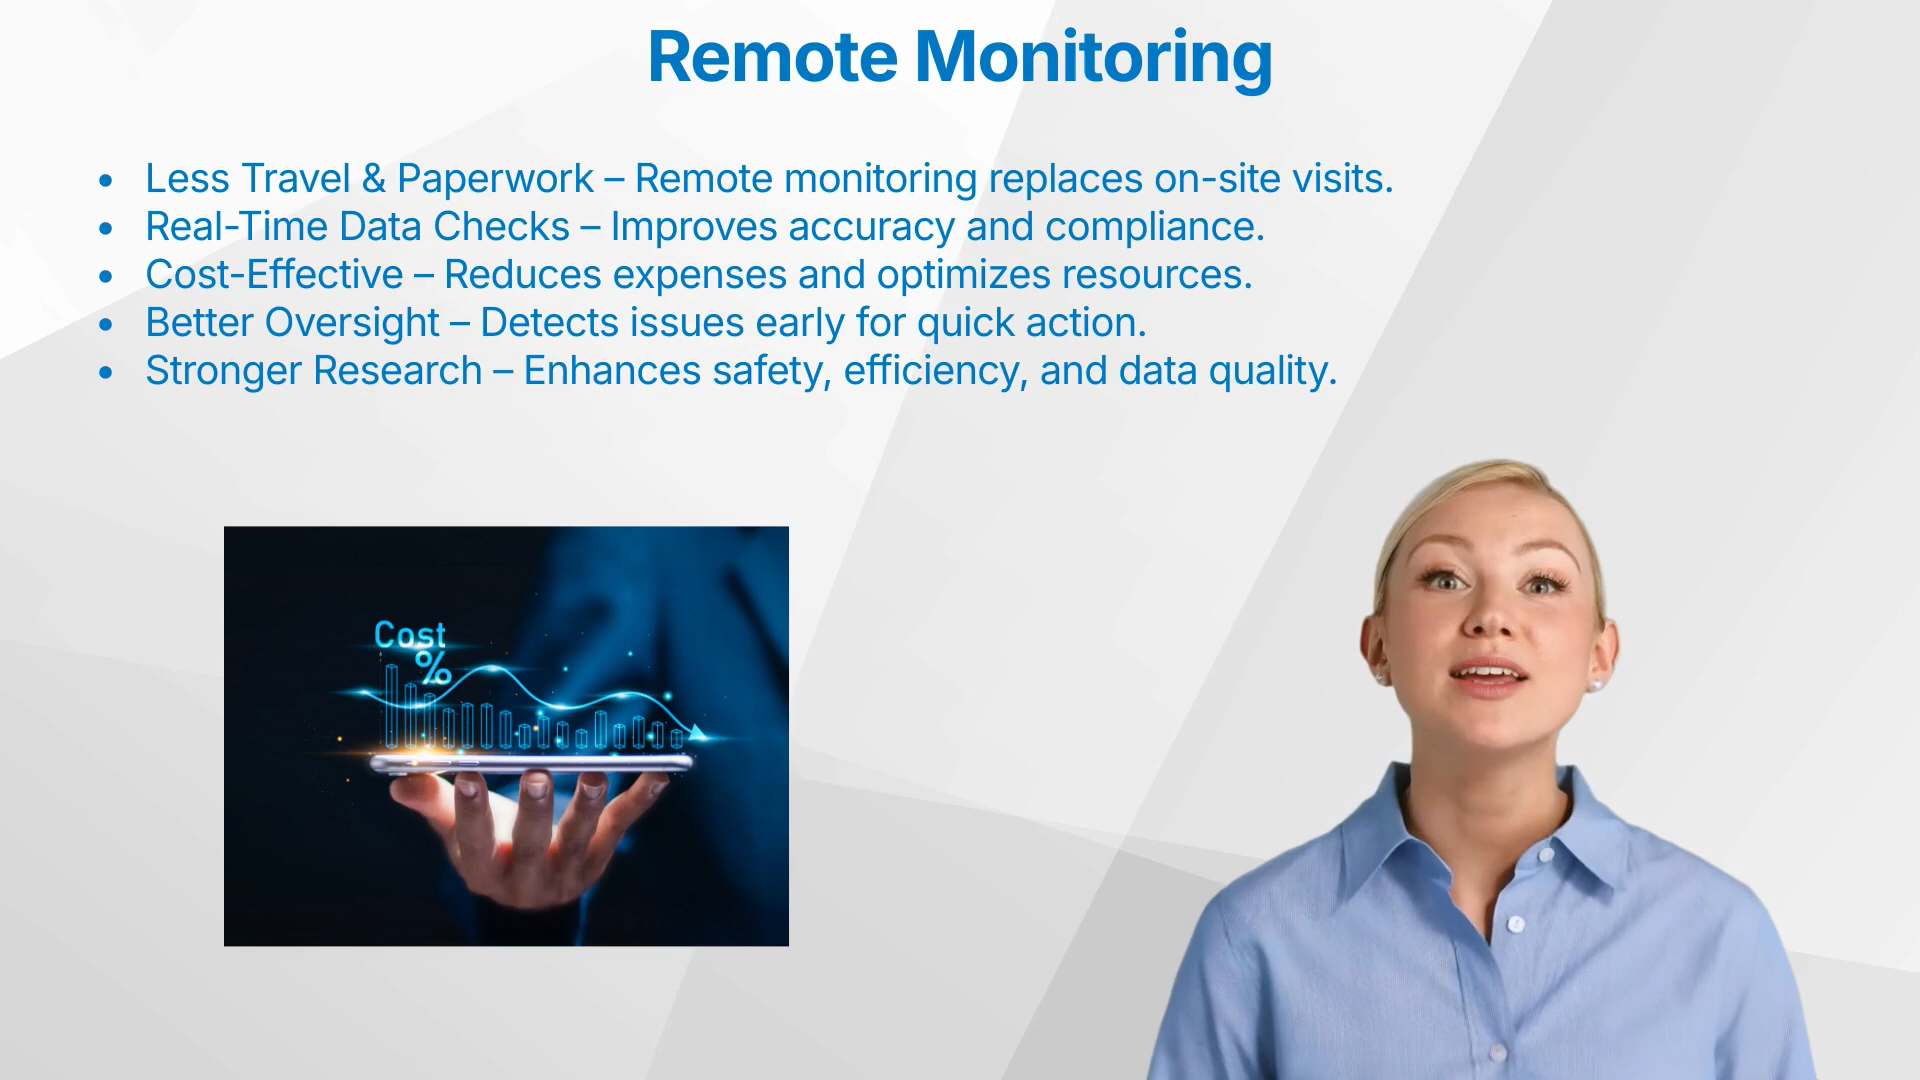 Remote Monitoring
• Less Travel & Paperwork – Remote monitoring replaces on-site visits.
• Real-Time Data Checks – Improves accuracy and compliance.
• Cost-Effective – Reduces expenses and optimizes resources.
• Better Oversight – Detects issues early for quick action.
• Stronger Research – Enhances safety, efficiency, and data quality.
Cost
%